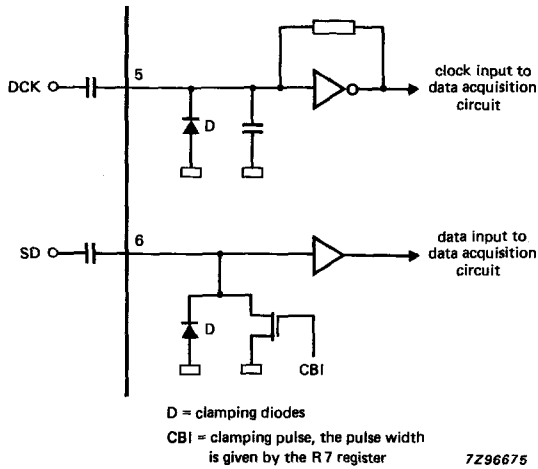 5
DCK
clock input to
data acquisition
circuit
D
6
SD
data input to
data acquisition
circuit
D
CBI
D = clamping diodes
CBI = clamping pulse, the pulse width
is given by the R7 register
7Z96675